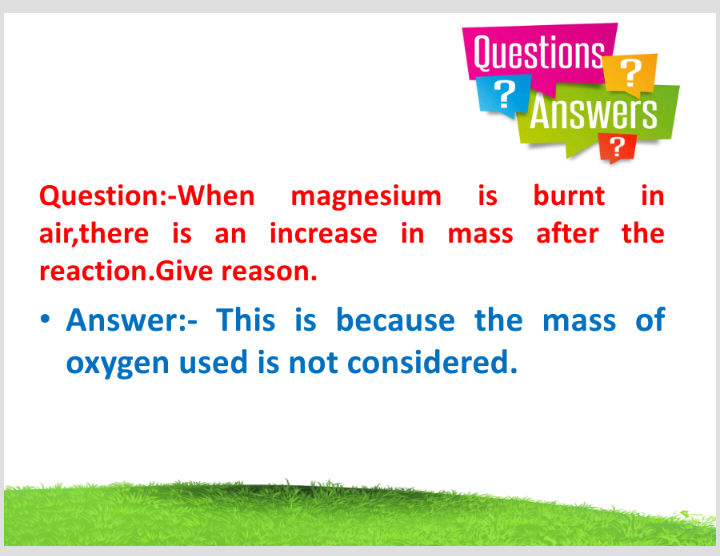 Questions
?
?
Answers
?
Question:-When magnesium is burnt in
air,there is an increase in mass after the
reaction.Give reason.
• Answer:- This is because the mass of
oxygen used is not considered.